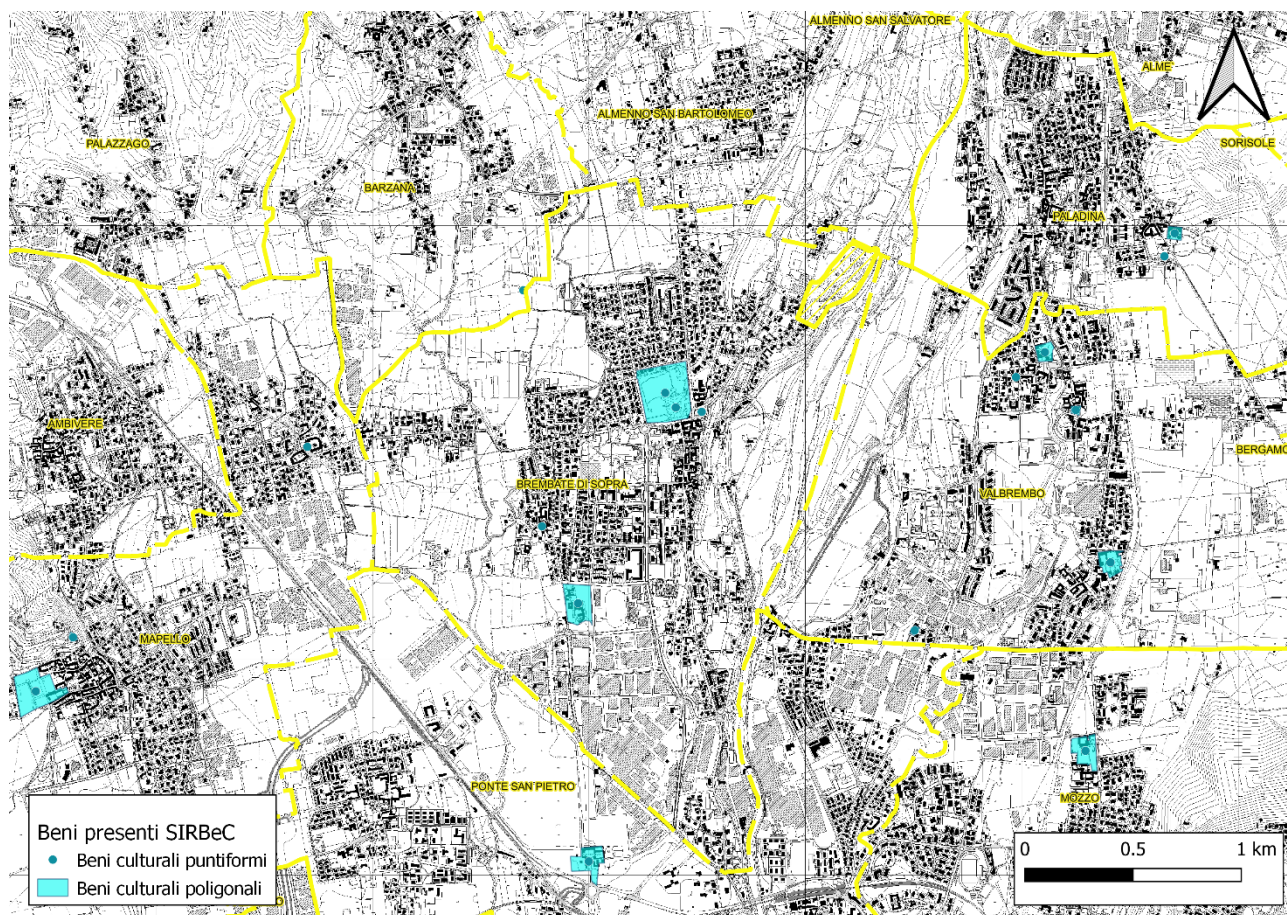 ALMENNO SAN SALVATORE
ALME'
ALMENNO SAN BARTOLOMEO
PALAZZAGO
SORISOLE
BARZANA
PALADINA
AMBIVERE
BERGAMO
BREMBATE DI SOPRA
VALBREMBO
MAPELLO
PONTE SAN PIETRO
MOZZO
Beni presenti SIRBeC
Beni culturali puntiformi
Beni culturali poligonali
0 0.5 1 km